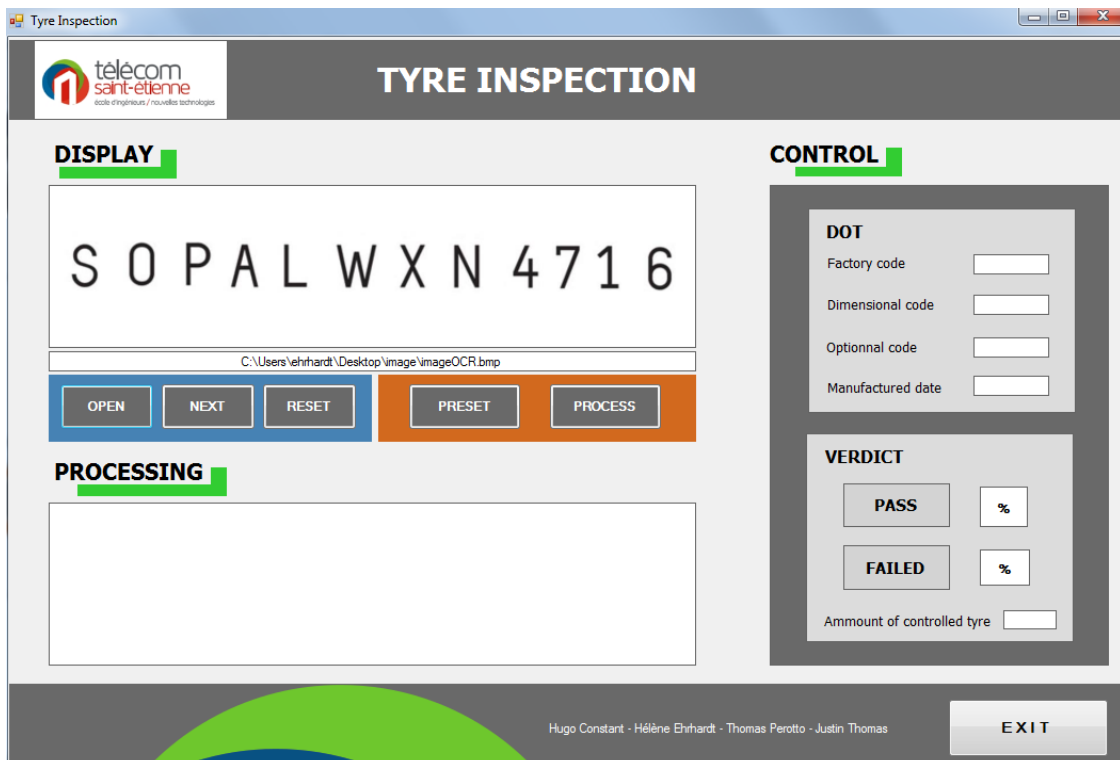 Tyre Inspection
télécom
saint-étienne
école d'ingénieurs / nouvelles technologies
TYRE INSPECTION
DISPLAY
S O P A L W X N 4 7 1 6
C:\Users\ehrhardt\Desktop\image\imageOCR.bmp
OPEN NEXT RESET PRESET PROCESS
PROCESSING
CONTROL
DOT
Factory code
Dimensional code
Optionnal code
Manufactured date
VERDICT
PASS %
FAILED %
Ammount of controlled tyre
Hugo Constant - Hélène Ehrhardt - Thomas Perotto - Justin Thomas
EXIT